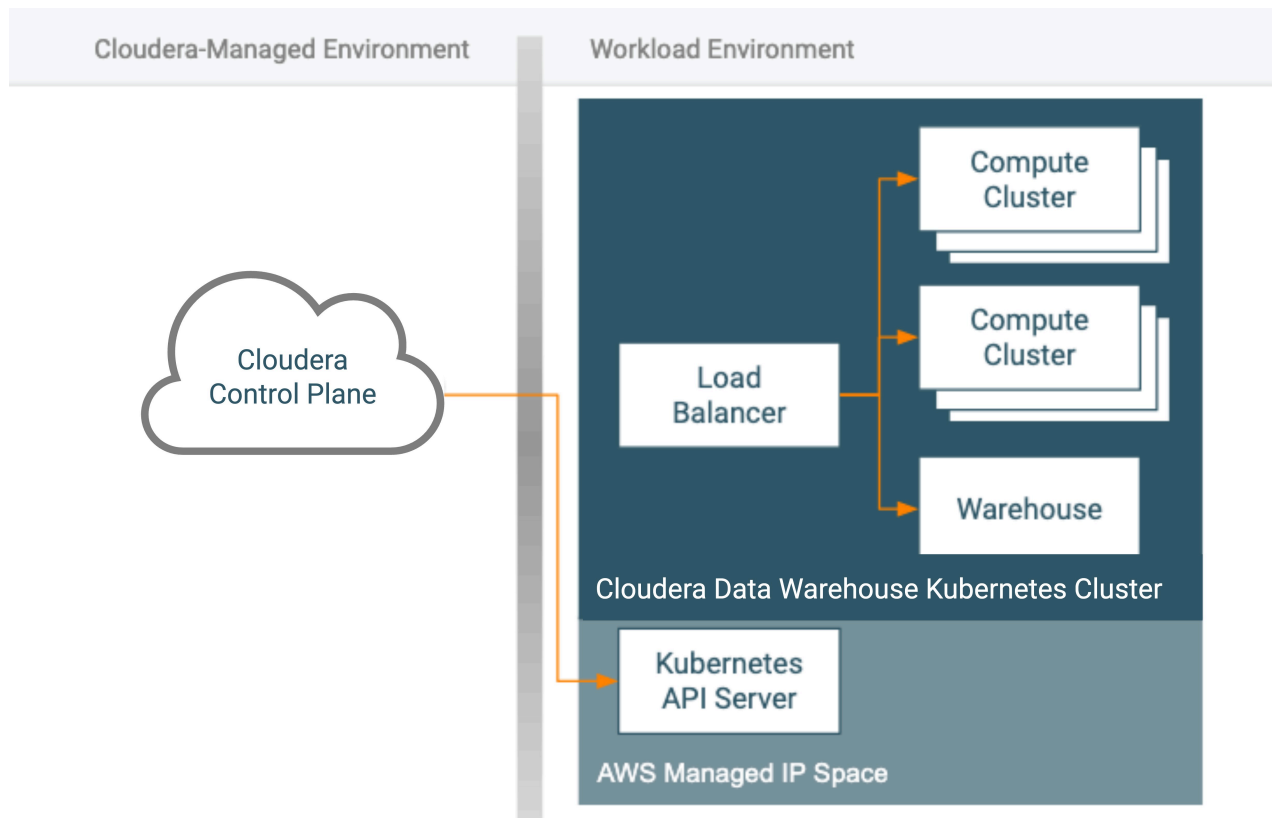 Cloudera-Managed Environment
Workload Environment
Cloudera
Control Plane
Load
Balancer
Compute
Cluster
Compute
Cluster
Warehouse
Cloudera Data Warehouse Kubernetes Cluster
Kubernetes
API Server
AWS Managed IP Space